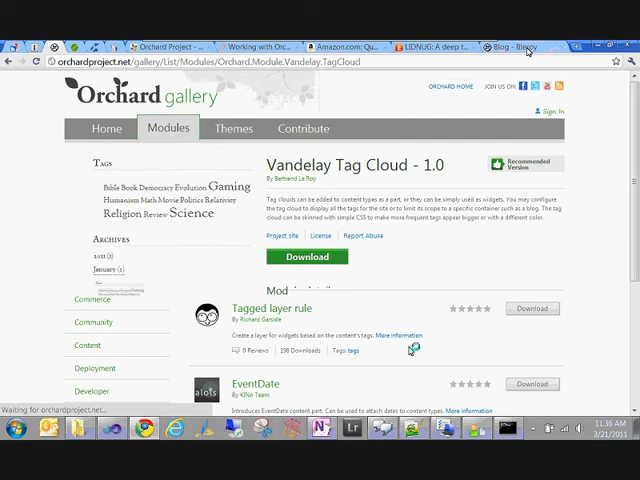 Orchard Project -
Working with Orc...
Amazon.com: Qu...
LIDNUG: A deep t...
Blog - Bleroy
orchardproject.net/gallery/List/Modules/Orchard.Module.Vandelay.TagCloud
Orchard gallery
ORCHARD HOME
JOIN US ON:
Sign In
Home
Modules
Themes
Contribute
TAGS
Bible Book Democracy Evolution Gaming
Humanism Math Movie Politics Relativity
Religion Review Science
ARCHIVES
2011 (1)
January (1)
Vandelay Tag Cloud - 1.0
By Bertrand Le Roy
Recommended
Version
Tag clouds can be added to content types as a part, or they can be simply used as widgets. You may configure
the tag cloud to display all the tags for the site or to limit its scope to a specific container such as a blog. The tag
cloud can be skinned with simple CSS to make more frequent tags appear bigger or with a different color.
Project site
License
Report Abuse
Download
Commerce
Community
Content
Deployment
Developer
Tagged layer rule
By Richard Garside
Download
Create a layer for widgets based on the content's tags. More information
0 Reviews
198 Downloads
Tags: tags
alots
EventDate
By KiNo Team
Download
Introduces EventDate content part. Can be used to attach dates to content types. More information
Waiting for orchardproject.net...
11:36 AM
3/21/2011